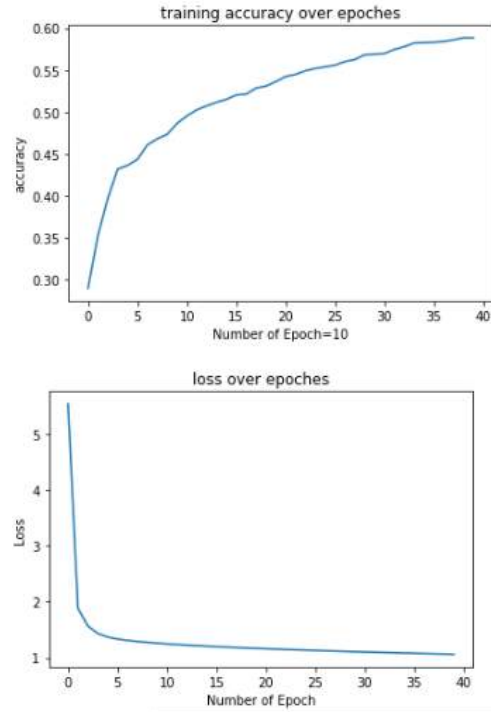 training accuracy over epoches
0.60
0.55
0.50
0.45
0.40
0.35
0.30
accuracy
0 5 10 15 20 25 30 35 40
Number of Epoch=10
loss over epoches
5
4
3
2
1
Loss
0 5 10 15 20 25 30 35 40
Number of Epoch